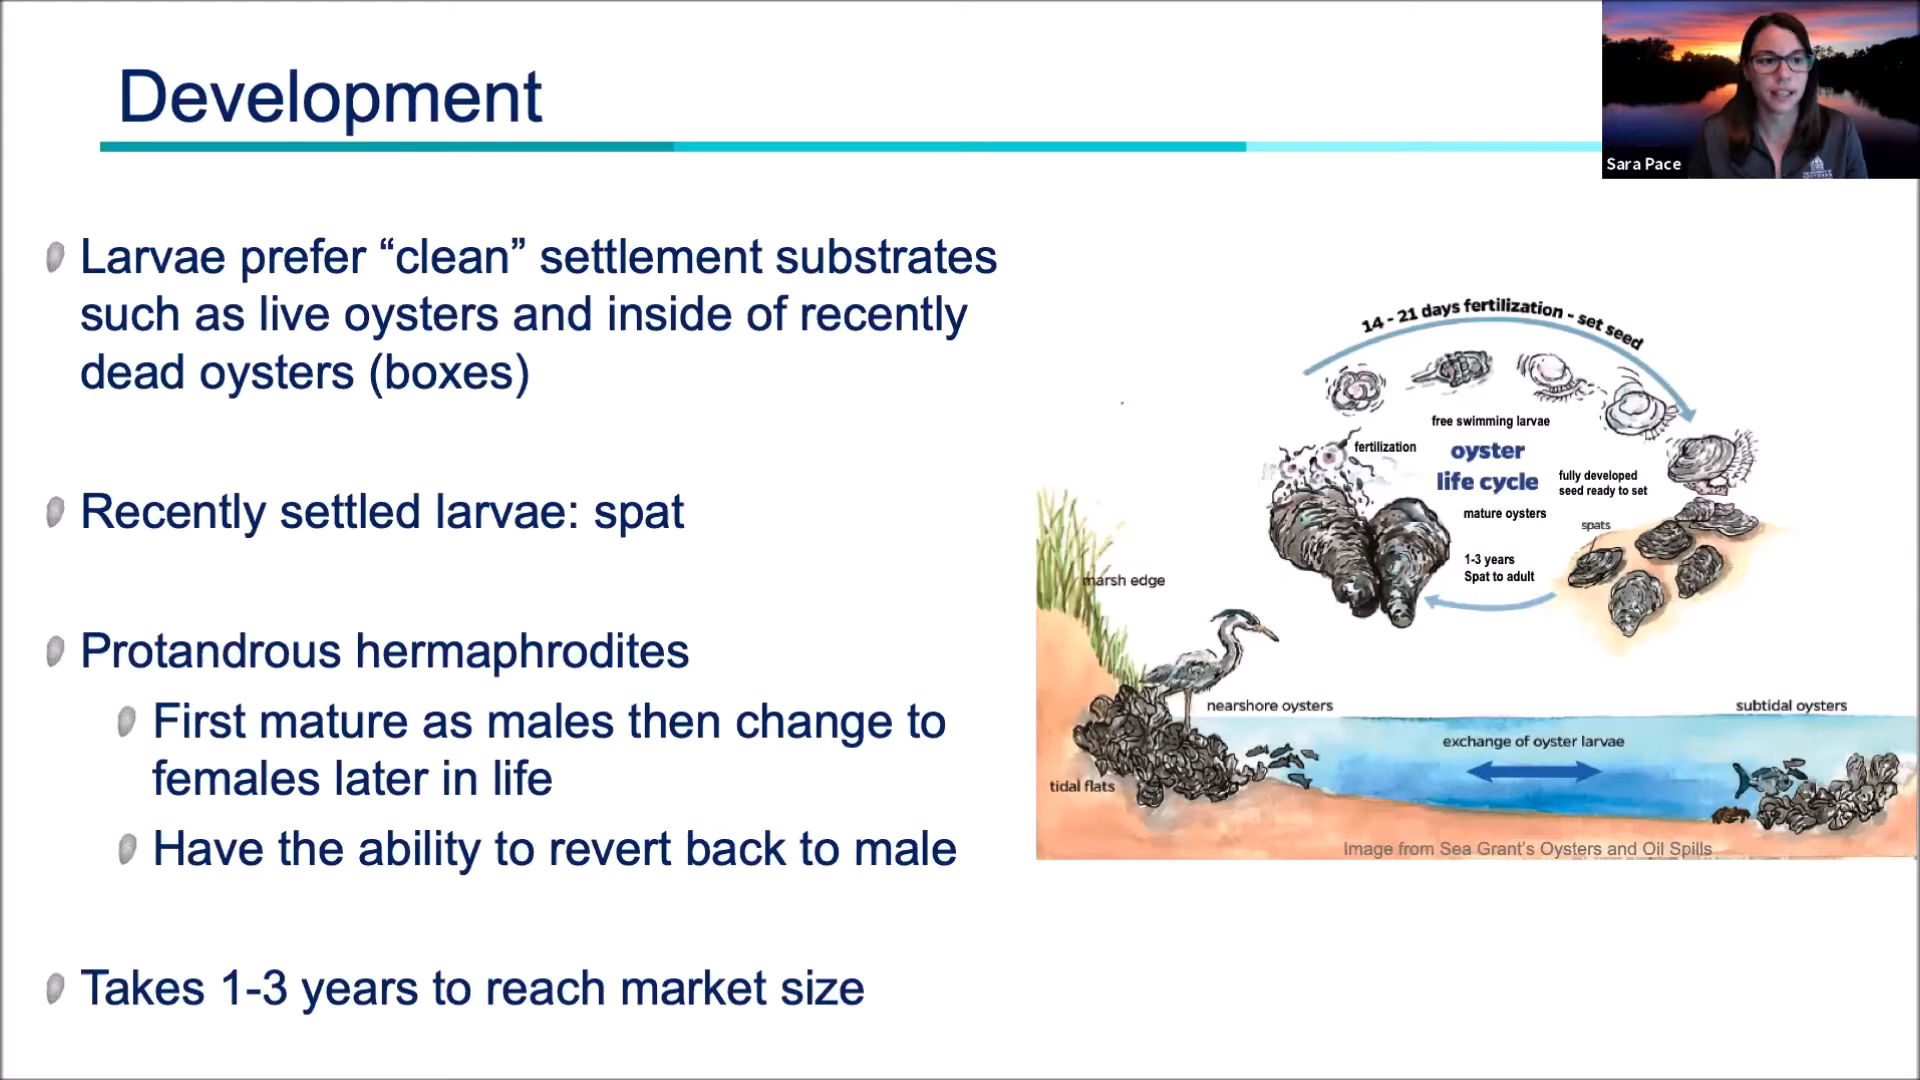 Development
Sara Pace
Larvae prefer “clean” settlement substrates
such as live oysters and inside of recently
dead oysters (boxes)
Recently settled larvae: spat
Protandrous hermaphrodites
First mature as males then change to
females later in life
Have the ability to revert back to male
Takes 1-3 years to reach market size
14 - 21 days fertilization - set seed
free swimming larvae
fertilization
oyster
life cycle
fully developed
seed ready to set
mature oysters
spats
1-3 years
Spat to adult
marsh edge
nearshore oysters
subtidal oysters
exchange of oyster larvae
tidal flats
Image from Sea Grant's Oysters and Oil Spills